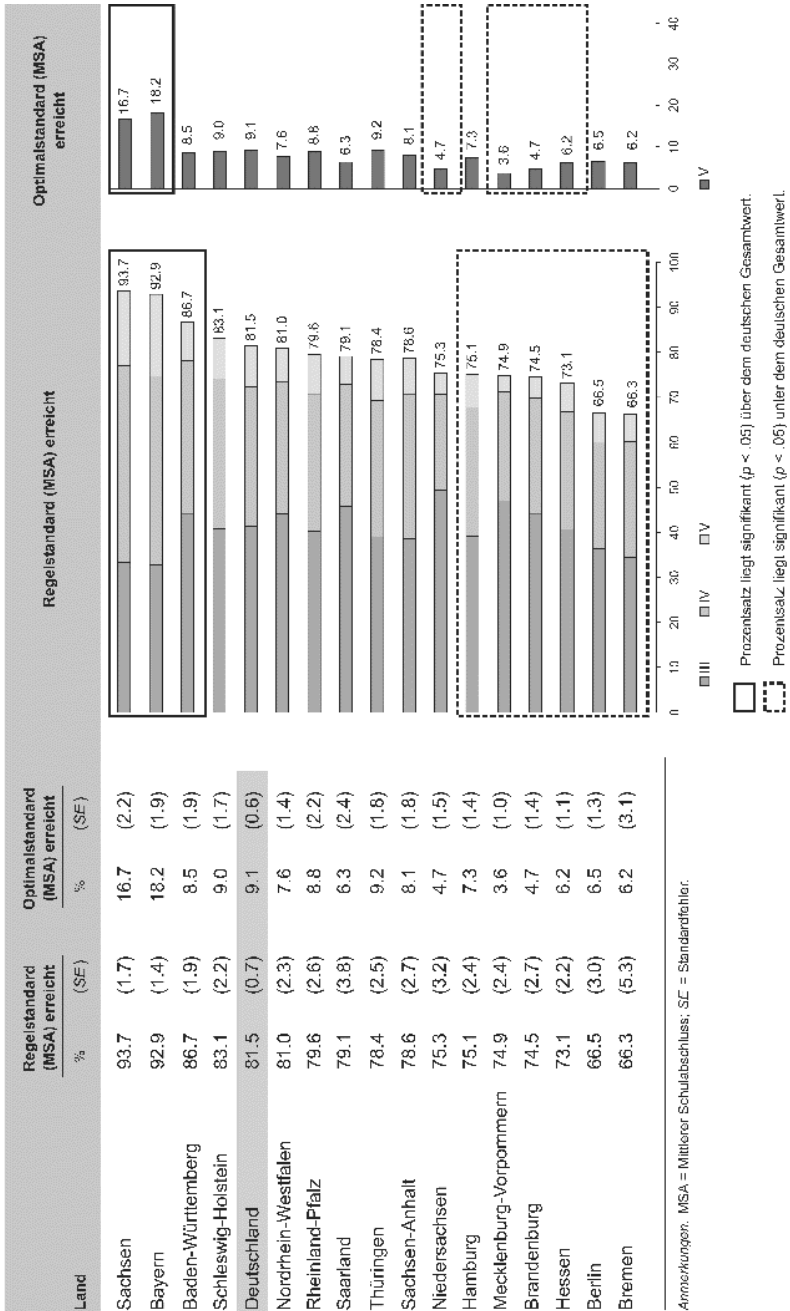 Land
Regelstandard (MSA) erreicht
Optimalstandard (MSA) erreicht
Regelstandard (MSA) erreicht
Optimalstandard (MSA) erreicht
% (SE) % (SE)
Sachsen 93.7 (1.7) 16.7 (2.2) 93.7 16.7
Bayern 92.9 (1.4) 18.2 (1.9) 92.9 18.2
Baden-Württemberg 86.7 (1.9) 8.5 (1.9) 86.7 8.5
Schleswig-Holstein 83.1 (2.2) 9.0 (1.7) 83.1 9.0
Deutschland 81.5 (0.7) 9.1 (0.6) 81.5 9.1
Nordrhein-Westfalen 81.0 (2.3) 7.6 (1.4) 81.0 7.6
Rheinland-Pfalz 79.6 (2.6) 8.8 (2.2) 79.6 8.8
Saarland 79.1 (3.8) 6.3 (2.4) 79.1 6.3
Thüringen 78.4 (2.5) 9.2 (1.8) 78.4 9.2
Sachsen-Anhalt 78.6 (2.7) 8.1 (1.8) 78.6 8.1
Niedersachsen 75.3 (3.2) 4.7 (1.5) 75.3 4.7
Hamburg 75.1 (2.4) 7.3 (1.4) 75.1 7.3
Mecklenburg-Vorpommern 74.9 (2.4) 3.6 (1.0) 74.9 3.6
Brandenburg 74.5 (2.7) 4.7 (1.4) 74.5 4.7
Hessen 73.1 (2.2) 6.2 (1.1) 73.1 6.2
Berlin 66.5 (3.0) 6.5 (1.3) 66.5 6.5
Bremen 66.3 (5.3) 6.2 (3.1) 66.3 6.2
0 10 20 30 40 50 60 70 80 90 100
0 10 20 30 40
III IV V
V
Anmerkungen. MSA = Mittlerer Schulabschluss; SE = Standardfehler.
Prozentsatz liegt signifikant (p < .05) über dem deutschen Gesamtwert.
Prozentsatz liegt signifikant (p < .05) unter dem deutschen Gesamtwert.